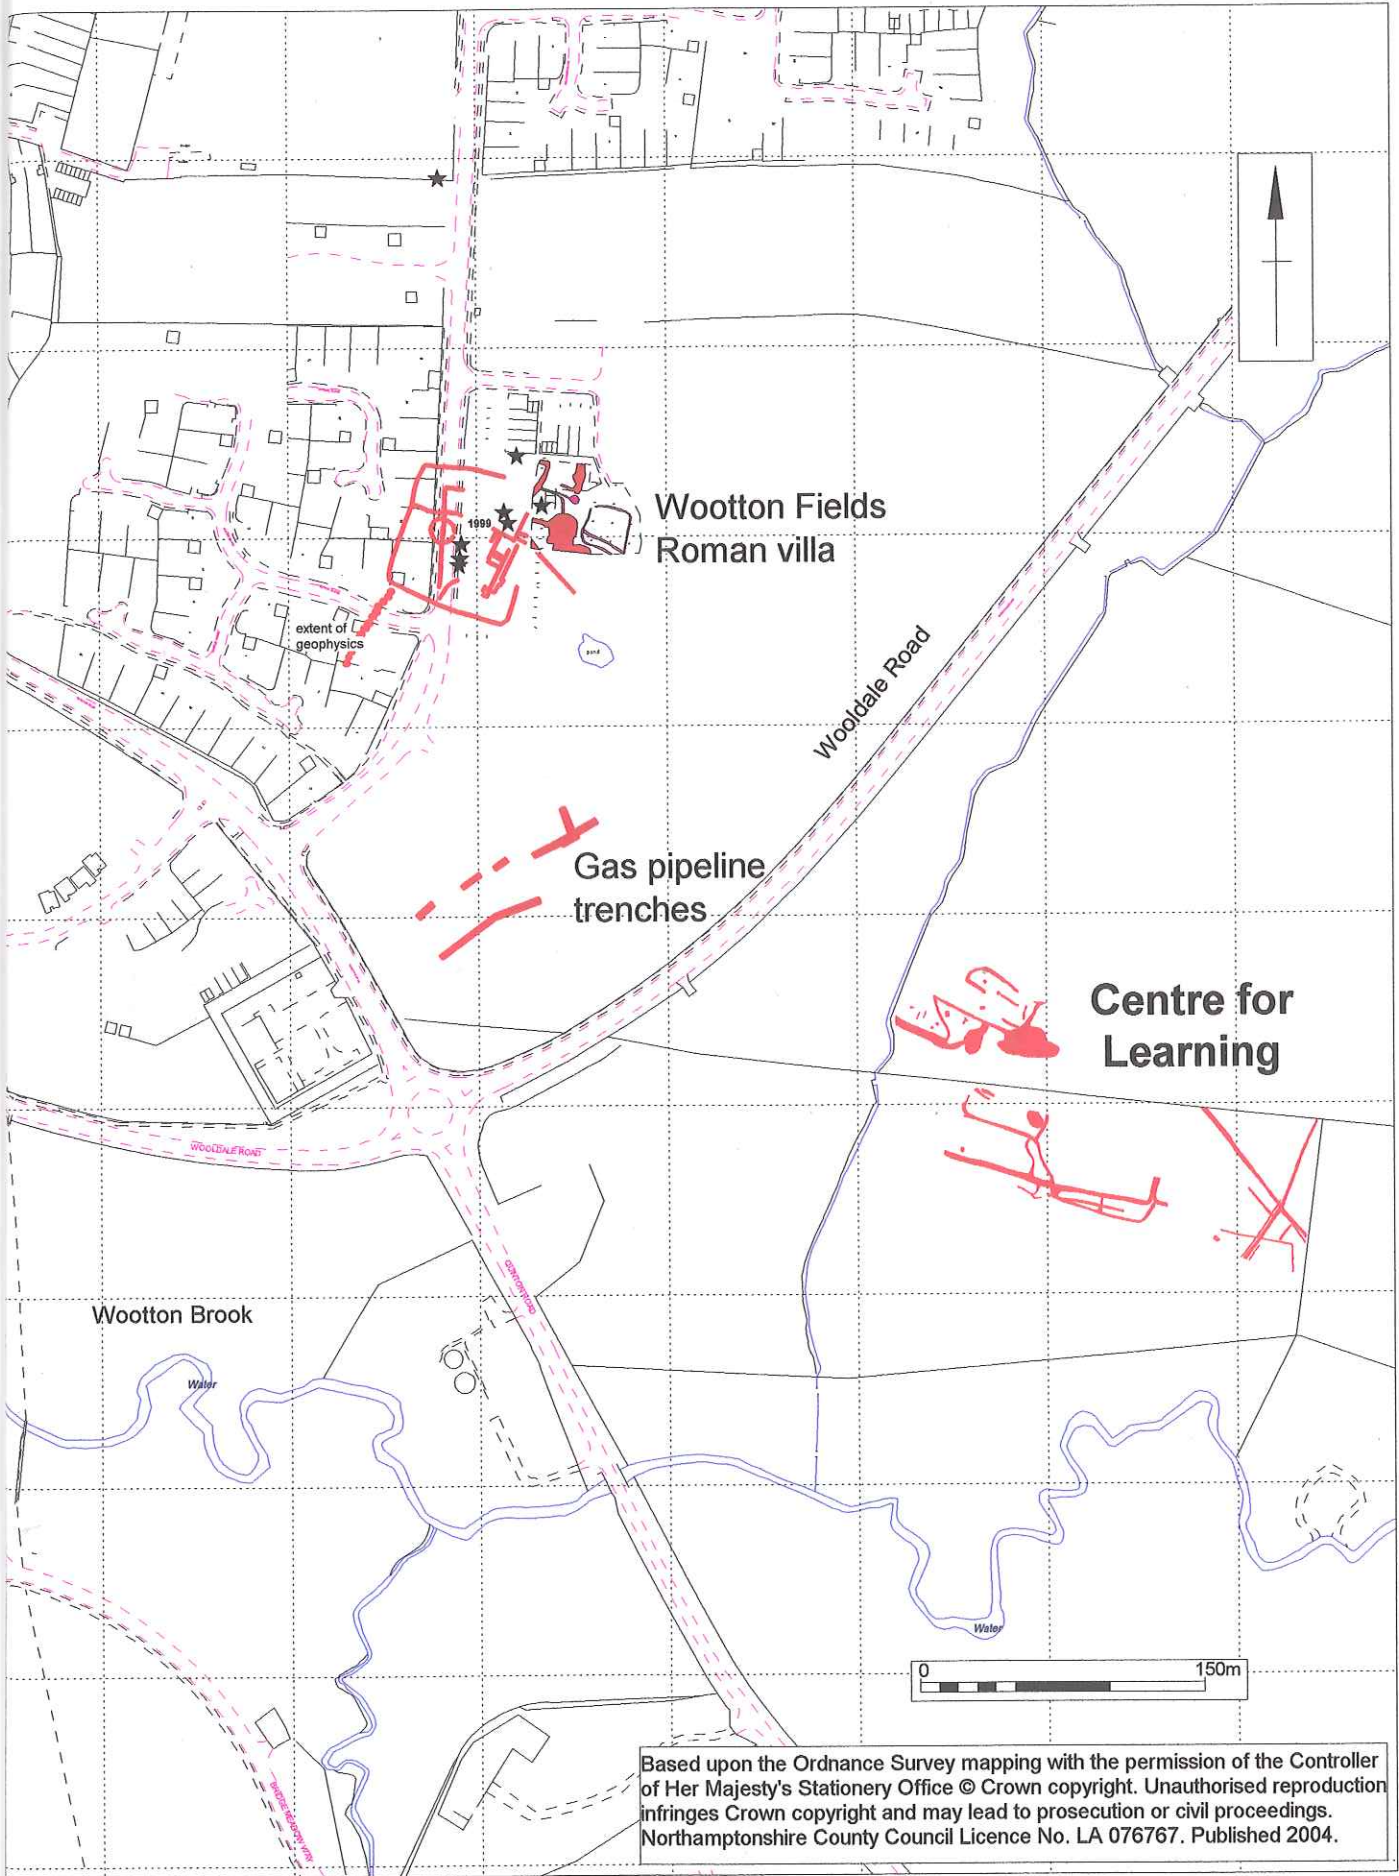 Wootton Fields
Roman villa
1999
extent of
geophysics
pond
Wooldale Road
Gas pipeline
trenches
Centre for
Learning
WOOLDALE ROAD
QUINTON ROAD
Wootton Brook
Water
Water
0 150m
Based upon the Ordnance Survey mapping with the permission of the Controller
of Her Majesty's Stationery Office © Crown copyright. Unauthorised reproduction
infringes Crown copyright and may lead to prosecution or civil proceedings.
Northamptonshire County Council Licence No. LA 076767. Published 2004.